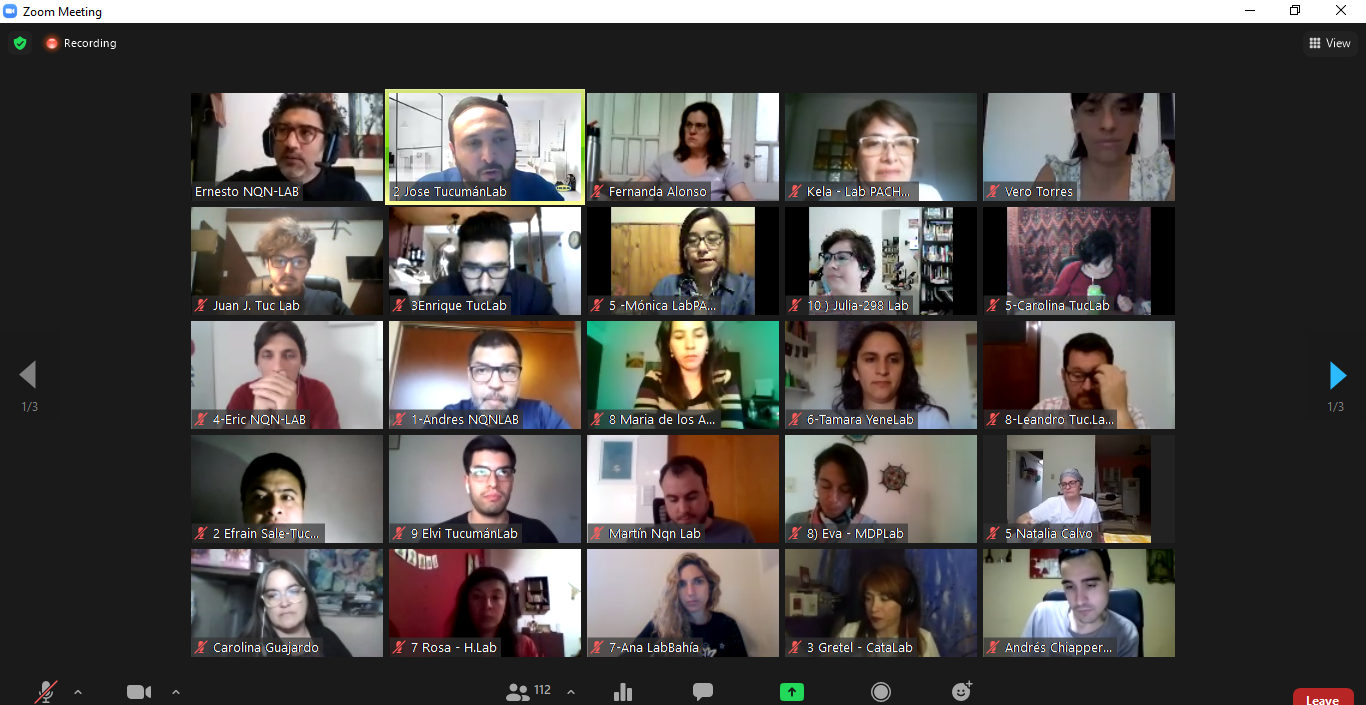 Zoom Meeting
Recording
View
Ernesto NQN-LAB
2 Jose TucumánLab
Fernanda Alonso
Kela - Lab PACH...
Vero Torres
Juan J. Tuc Lab
3Enrique TucLab
5 -Mónica LabPA...
10 ) Julia-298 Lab
5-Carolina TucLab
4-Eric NQN-LAB
1-Andres NQNLAB
8 Maria de los A...
6-Tamara YeneLab
8-Leandro Tuc.La...
1/3
1/3
2 Efrain Sale-Tuc...
9 Elvi TucumánLab
Martín Nqn Lab
8) Eva - MDPLab
5 Natalia Calvo
Carolina Guajardo
7 Rosa - H.Lab
7-Ana LabBahía
3 Gretel - CataLab
Andrés Chiapper...
112
Leave